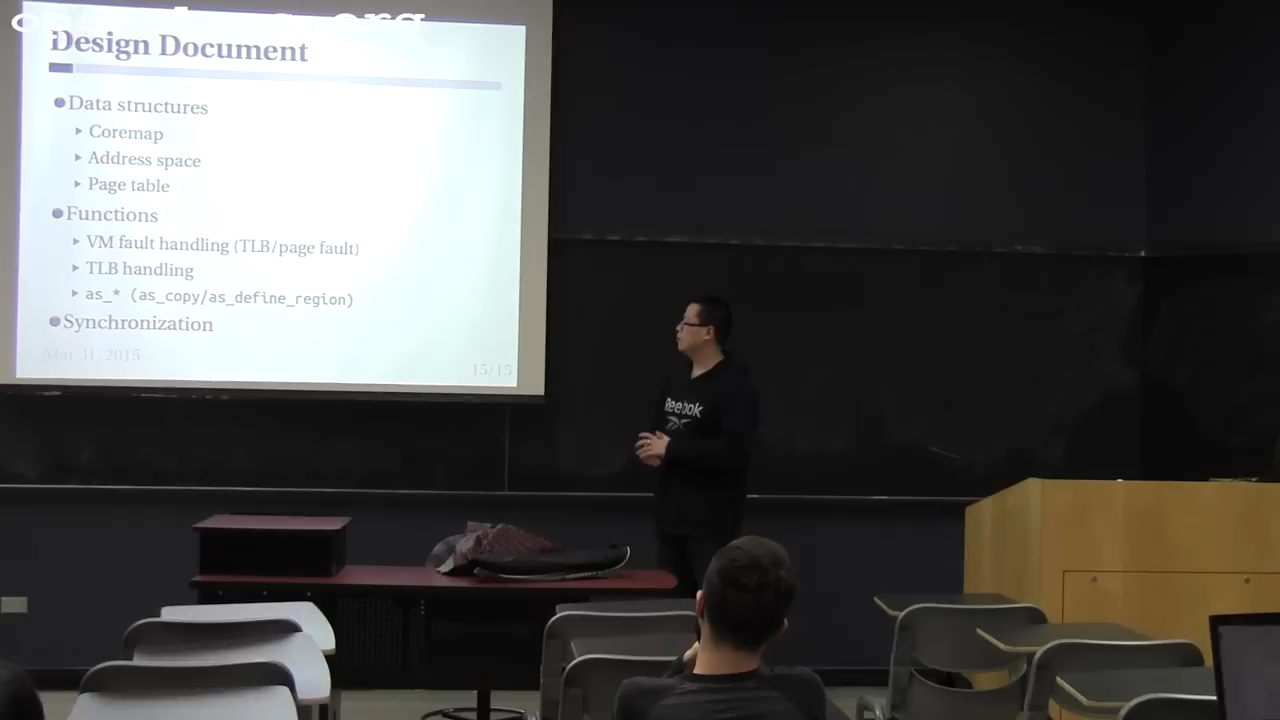 Design Document
Data structures
Coremap
Address space
Page table
Functions
VM fault handling (TLB/page fault)
TLB handling
as_* (as_copy/as_define_region)
Synchronization
Mar 31, 2015
15/15
Reebok